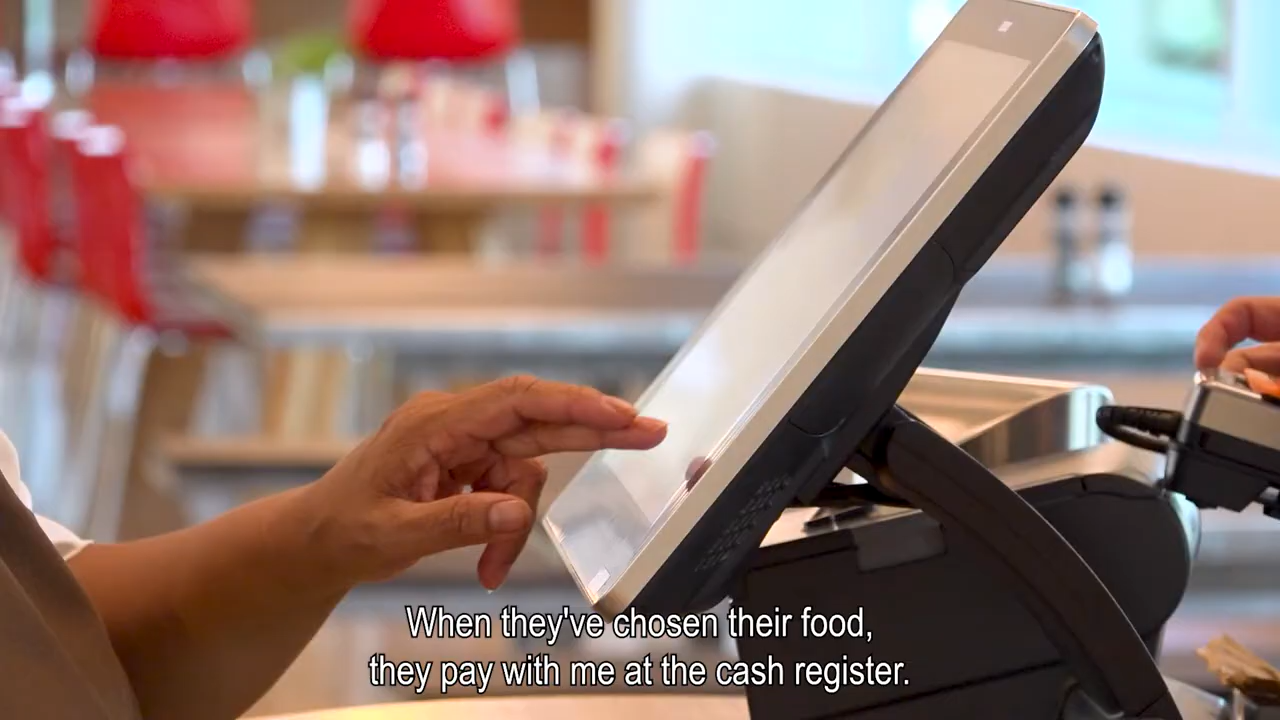 When they've chosen their food,
they pay with me at the cash register.